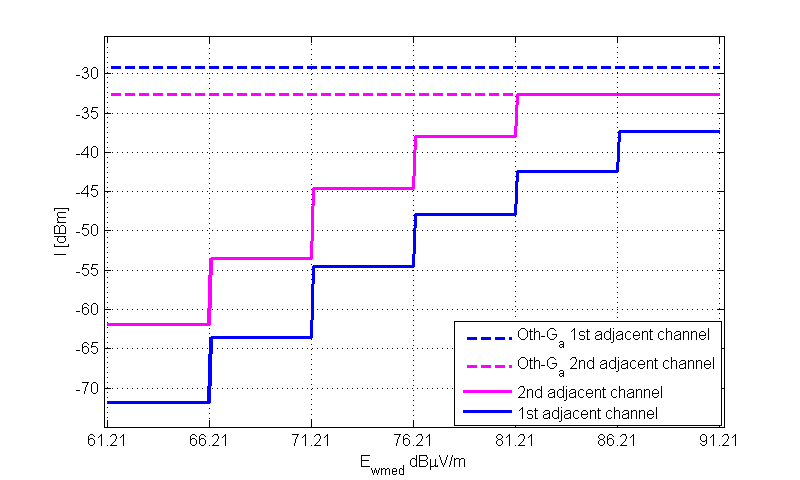 -30
-35
-40
-45
-50
-55
-60
-65
-70
I [dBm]
Oth-Ga 1st adjacent channel
Oth-Ga 2nd adjacent channel
2nd adjacent channel
1st adjacent channel
61.21 66.21 71.21 76.21 81.21 86.21 91.21
Ewmed dBμV/m